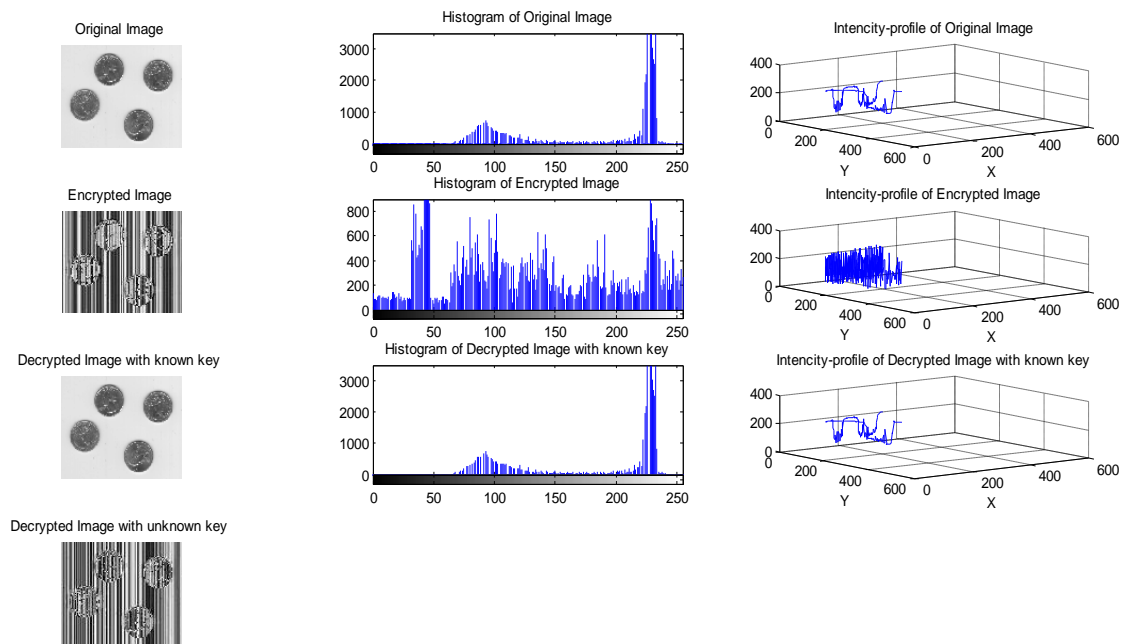 Original Image
Histogram of Original Image
3000
2000
1000
0
0 50 100 150 200 250
Intencity-profile of Original Image
400
200
0
0
200
400
600
Y
0
200
400
600
X
Encrypted Image
Histogram of Encrypted Image
800
600
400
200
0
0 50 100 150 200 250
Intencity-profile of Encrypted Image
400
200
0
0
200
400
600
Y
0
200
400
600
X
Decrypted Image with known key
Histogram of Decrypted Image with known key
3000
2000
1000
0
0 50 100 150 200 250
Intencity-profile of Decrypted Image with known key
400
200
0
0
200
400
600
Y
0
200
400
600
X
Decrypted Image with unknown key